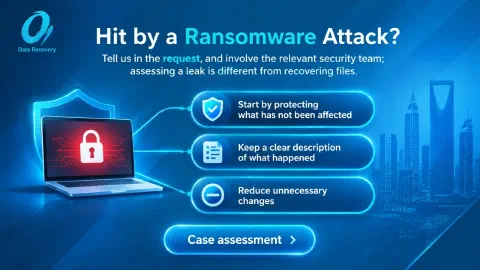 Data Recovery
Hit by a Ransomware Attack?
Tell us in the request, and involve the relevant security team;
assessing a leak is different from recovering files.
Start by protecting
what has not been affected
Keep a clear description
of what happened
Reduce unnecessary
changes
Case assessment